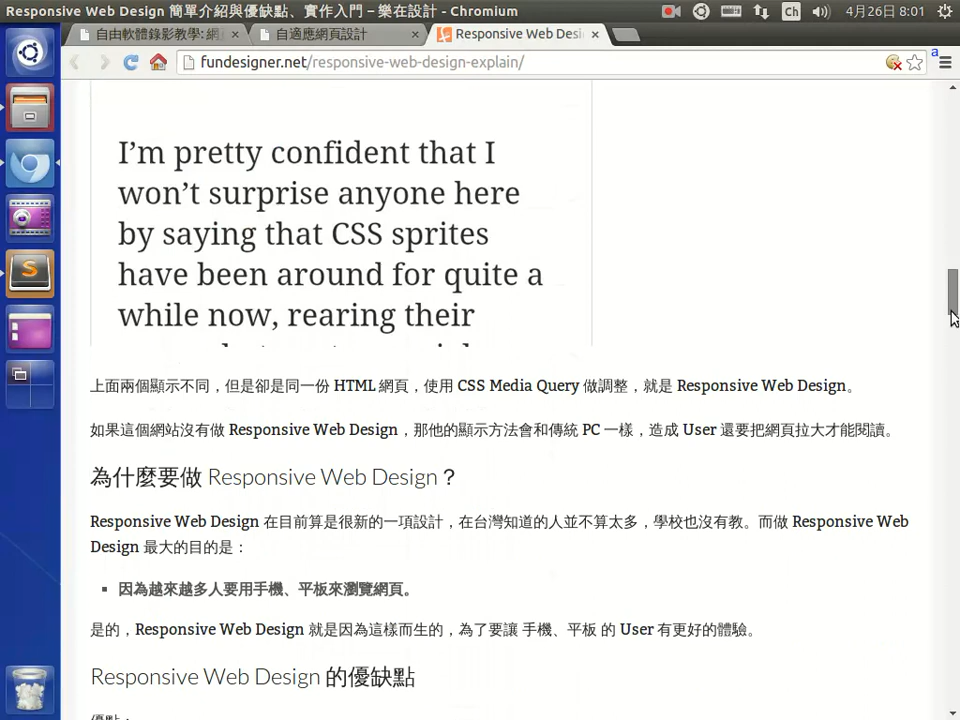 Responsive Web Design 簡單介紹與優缺點、實作入門 – 樂在設計 - Chromium
Ch
4月26日 8:01
自由軟體錄影教學: 網
自適應網頁設計
Responsive Web Desi
fundesigner.net/responsive-web-design-explain/
a
I'm pretty confident that I
won't surprise anyone here
by saying that CSS sprites
have been around for quite a
while now, rearing their
上面兩個顯示不同，但是卻是同一份 HTML 網頁，使用 CSS Media Query 做調整，就是 Responsive Web Design。
如果這個網站沒有做 Responsive Web Design，那他的顯示方法會和傳統 PC 一樣，造成 User 還要把網頁拉大才能閱讀。
為什麼要做 Responsive Web Design？
Responsive Web Design 在目前算是很新的一項設計，在台灣知道的人並不算太多，學校也沒有教。而做 Responsive Web
Design 最大的目的是：
因為越來越多人要用手機、平板來瀏覽網頁。
是的，Responsive Web Design 就是因為這樣而生的，為了要讓 手機、平板 的 User 有更好的體驗。
Responsive Web Design 的優缺點
優點：